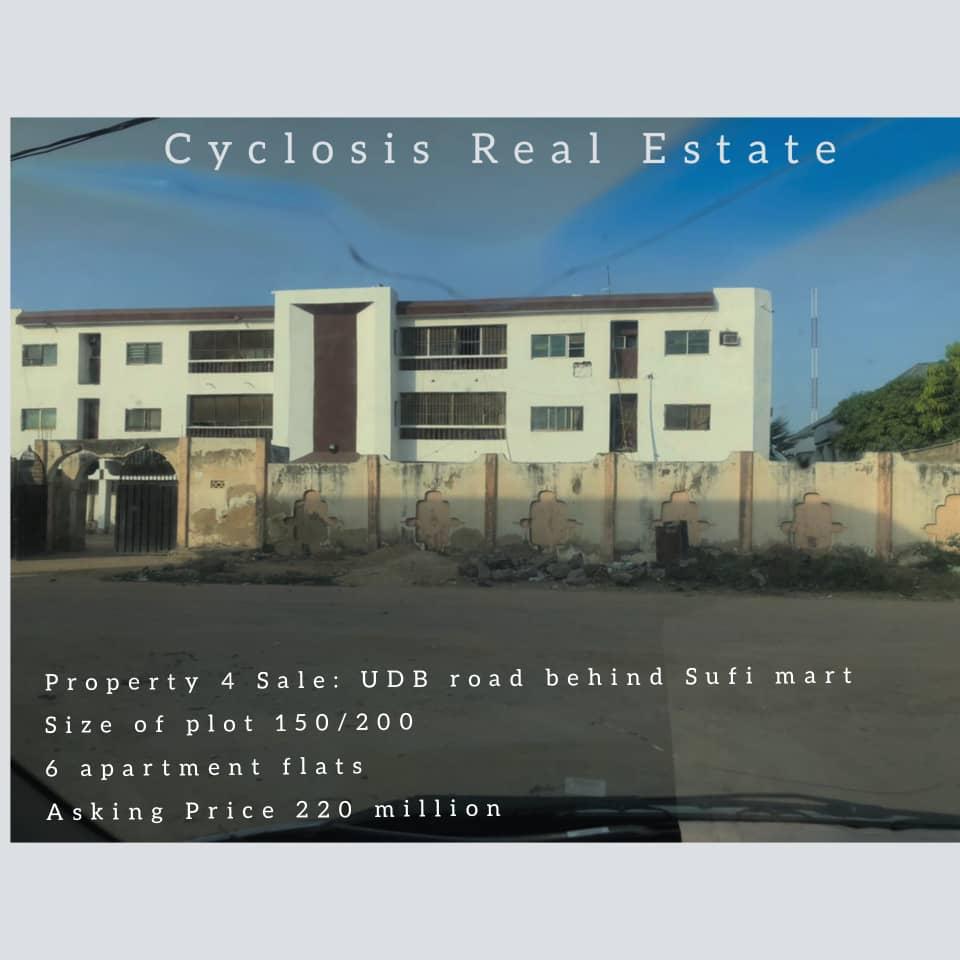 Cyclosis Real Estate
Property 4 Sale: UDB road behind Sufi mart
Size of plot 150/200
6 apartment flats
Asking Price 220 million